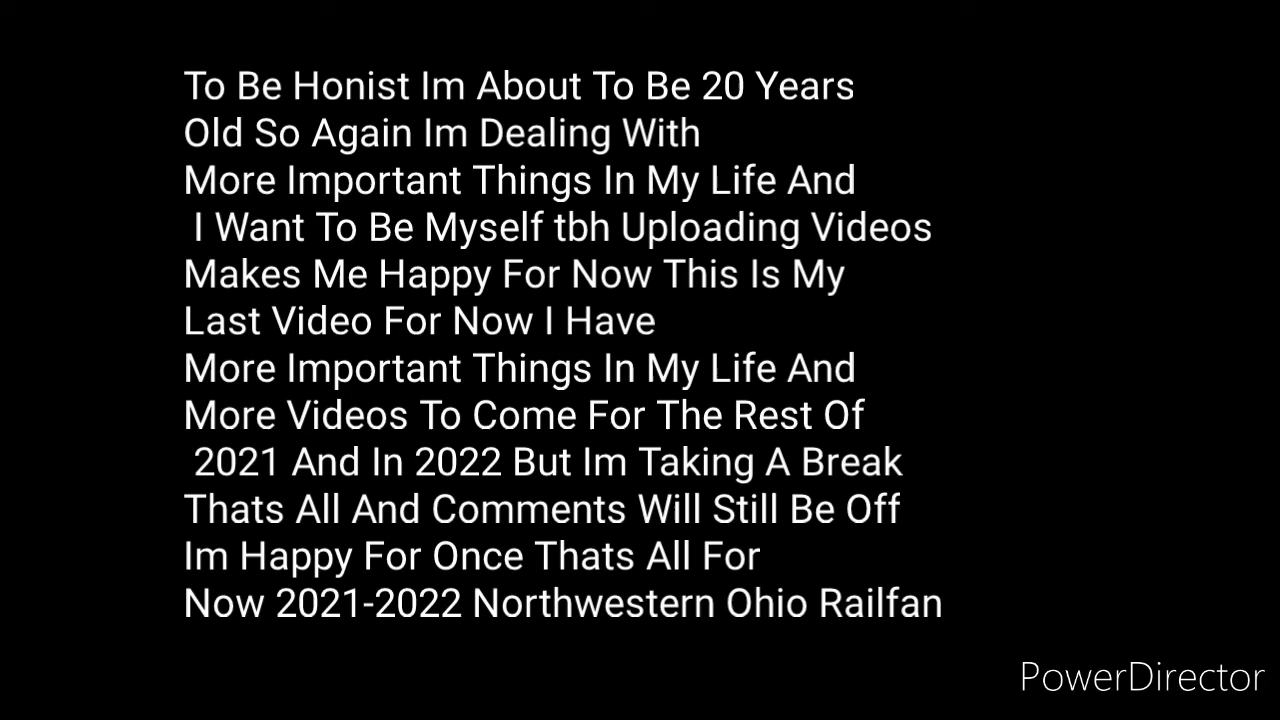 To Be Honist Im About To Be 20 Years
Old So Again Im Dealing With
More Important Things In My Life And
I Want To Be Myself tbh Uploading Videos
Makes Me Happy For Now This Is My
Last Video For Now I Have
More Important Things In My Life And
More Videos To Come For The Rest Of
2021 And In 2022 But Im Taking A Break
Thats All And Comments Will Still Be Off
Im Happy For Once Thats All For
Now 2021-2022 Northwestern Ohio Railfan
PowerDirector